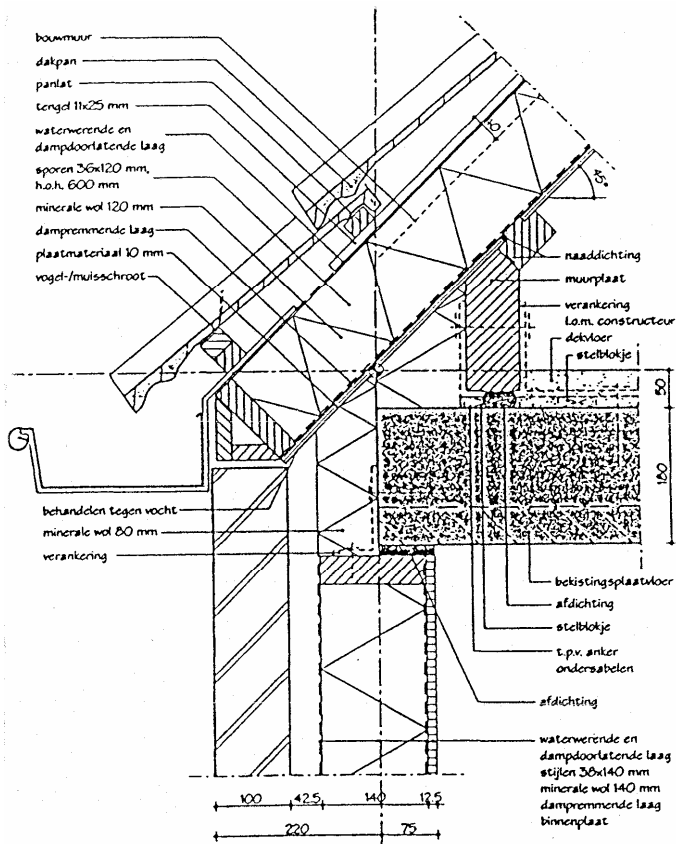 bouwmuur
dakpan
panlat
tengel 11x25 mm
waterwerende en
dampdoorlatende laag
sporen 36x120 mm,
h.o.h. 600 mm
minerale wol 120 mm
dampremmende laag
plaatmateriaal 10 mm
vogel-/muisschroot
10
45°
naaddichting
muurplaat
verankering
i.o.m. constructeur
dekvloer
stelblokje
50
180
behandelen tegen vocht
minerale wol 80 mm
verankering
bekistingsplaatvloer
afdichting
stelblokje
t.p.v. anker
ondersabelen
afdichting
waterwerende en
dampdoorlatende laag
stijlen 38x140 mm
minerale wol 140 mm
dampremmende laag
binnenplaat
100 42.5 140 12.5
220 75